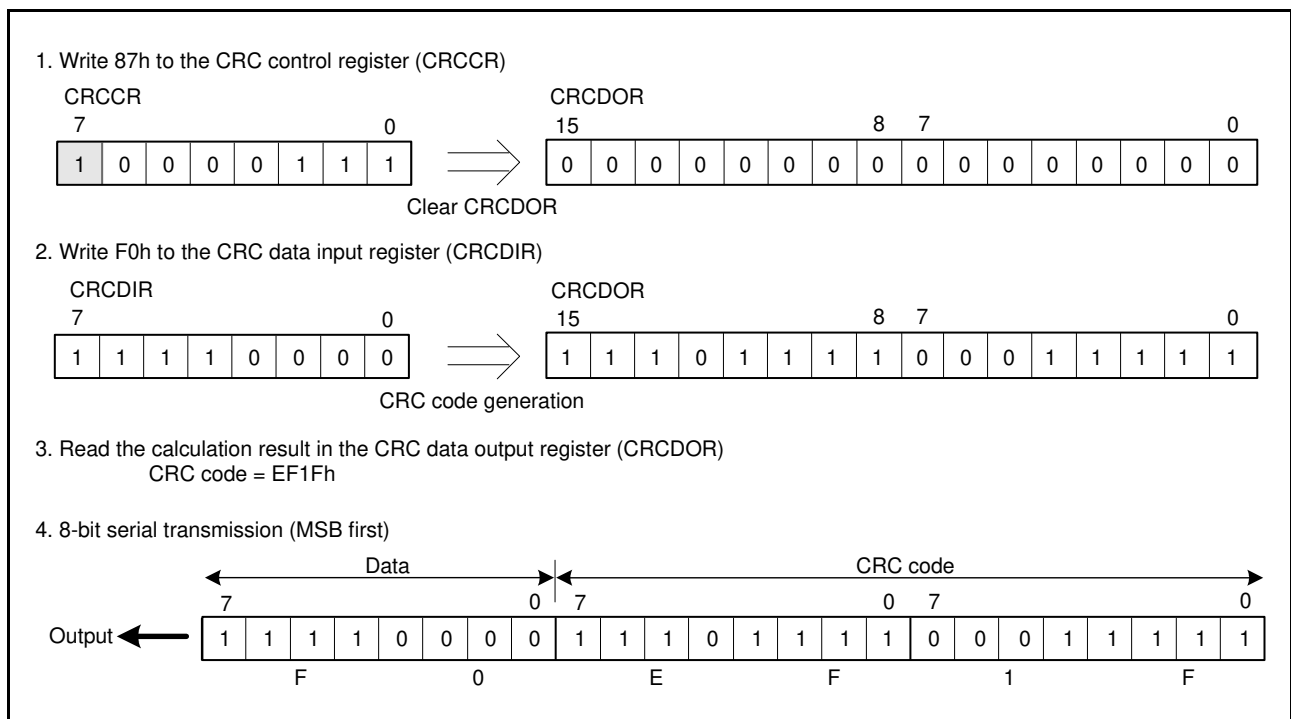 1. Write 87h to the CRC control register (CRCCR)
CRCCR CRCDOR
7 0 15 8 7 0
1 0 0 0 0 1 1 1 0 0 0 0 0 0 0 0 0 0 0 0 0 0 0 0
Clear CRCDOR
2. Write F0h to the CRC data input register (CRCDIR)
CRCDIR CRCDOR
7 0 15 8 7 0
1 1 1 1 0 0 0 0 1 1 1 0 1 1 1 1 0 0 0 1 1 1 1 1
CRC code generation
3. Read the calculation result in the CRC data output register (CRCDOR)
CRC code = EF1Fh
4. 8-bit serial transmission (MSB first)
Data CRC code
7 0 7 0 7 0
Output 1 1 1 1 0 0 0 0 1 1 1 0 1 1 1 1 0 0 0 1 1 1 1 1
F 0 E F 1 F